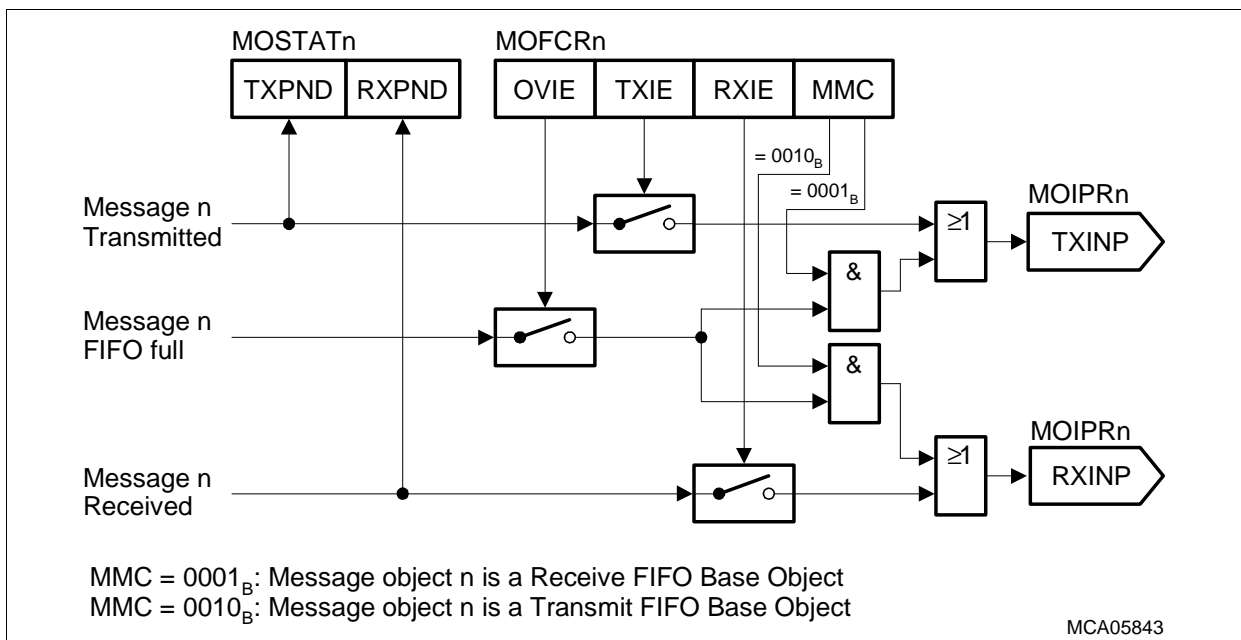 MOSTATn
MOFCRn
TXPND RXPND
OVIE TXIE RXIE MMC
= 0010B
= 0001B
Message n
Transmitted
≥1
MOIPRn
TXINP
&
Message n
FIFO full
&
≥1
MOIPRn
RXINP
Message n
Received
MMC = 0001B: Message object n is a Receive FIFO Base Object
MMC = 0010B: Message object n is a Transmit FIFO Base Object
MCA05843